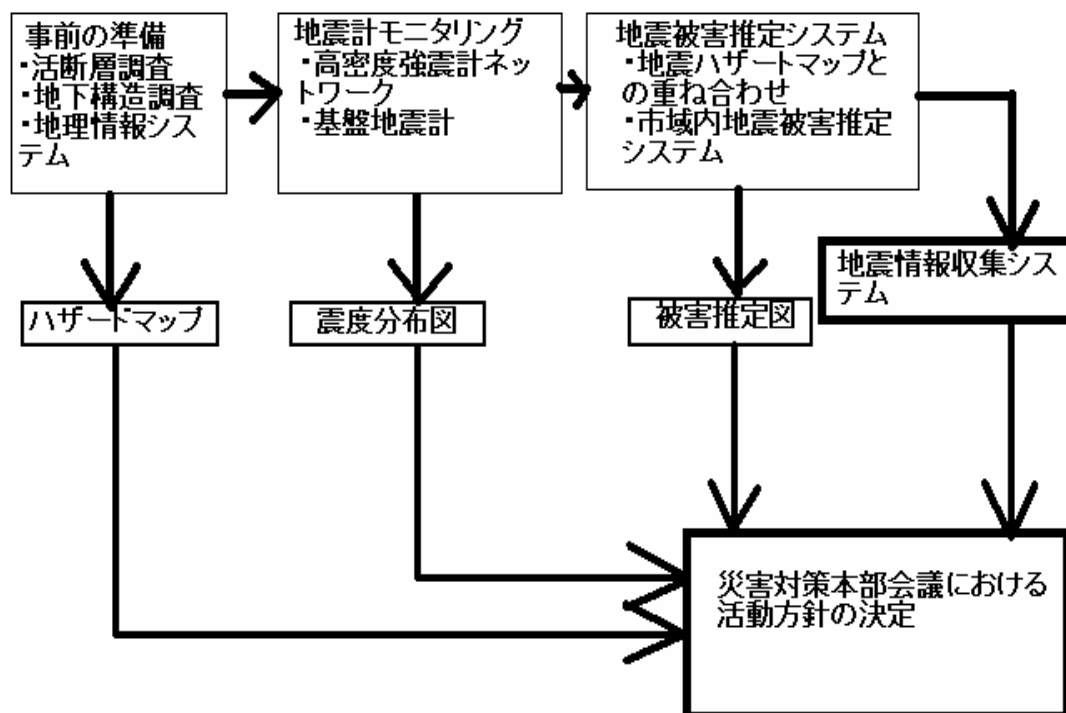 事前の準備
・活断層調査
・地下構造調査
・地理情報シス
テム
地震計モニタリング
・高密度強震計ネッ
トワーク
・基盤地震計
地震被害推定システム
・地震ハザートマップと
の重ね合わせ
・市域内地震被害推定
システム
地震情報収集シス
テム
ハザードマップ
震度分布図
被害推定図
災害対策本部会議における
活動方針の決定